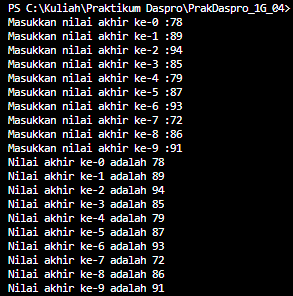 PS C:\Kuliah\Praktikum Daspro\PrakDaspro_1G_04>
Masukkan nilai akhir ke-0 :78
Masukkan nilai akhir ke-1 :89
Masukkan nilai akhir ke-2 :94
Masukkan nilai akhir ke-3 :85
Masukkan nilai akhir ke-4 :79
Masukkan nilai akhir ke-5 :87
Masukkan nilai akhir ke-6 :93
Masukkan nilai akhir ke-7 :72
Masukkan nilai akhir ke-8 :86
Masukkan nilai akhir ke-9 :91
Nilai akhir ke-0 adalah 78
Nilai akhir ke-1 adalah 89
Nilai akhir ke-2 adalah 94
Nilai akhir ke-3 adalah 85
Nilai akhir ke-4 adalah 79
Nilai akhir ke-5 adalah 87
Nilai akhir ke-6 adalah 93
Nilai akhir ke-7 adalah 72
Nilai akhir ke-8 adalah 86
Nilai akhir ke-9 adalah 91